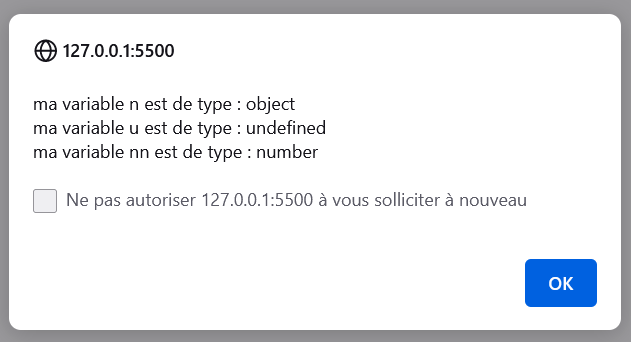 127.0.0.1:5500
ma variable n est de type : object
ma variable u est de type : undefined
ma variable nn est de type : number
Ne pas autoriser 127.0.0.1:5500 à vous solliciter à nouveau
OK